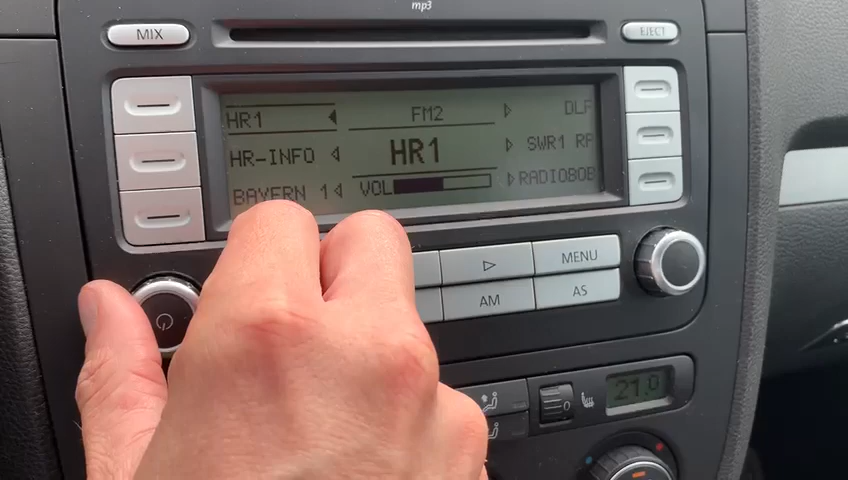 mp3
MIX
EJECT
HR1
FM2
DLF
HR-INFO
HR1
SWR1 RP
BAYERN 1
VOL
RADIOBOB
MENU
AM
AS
0
21.0